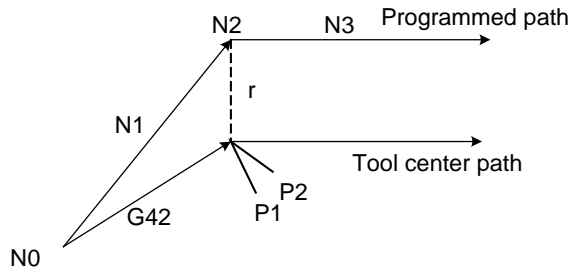 N2
N3
Programmed path
r
N1
Tool center path
P2
P1
G42
N0